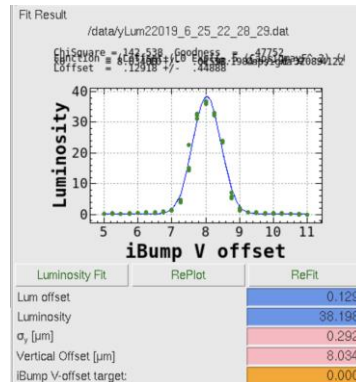 Fit Result
/data/yLum22019_6_25_22_28_29.dat
ChiSquare = 142.538 Goodness = .47752
Loffset = .12918 +/- .44888
40
30
20
10
0
Luminosity
5 6 7 8 9 10 11
iBump V offset
Luminosity Fit RePlot ReFit
Lum offset 0.129
Luminosity 38.198
σy [µm] 0.292
Vertical Offset [µm] 8.034
iBump V-offset target: 0.000